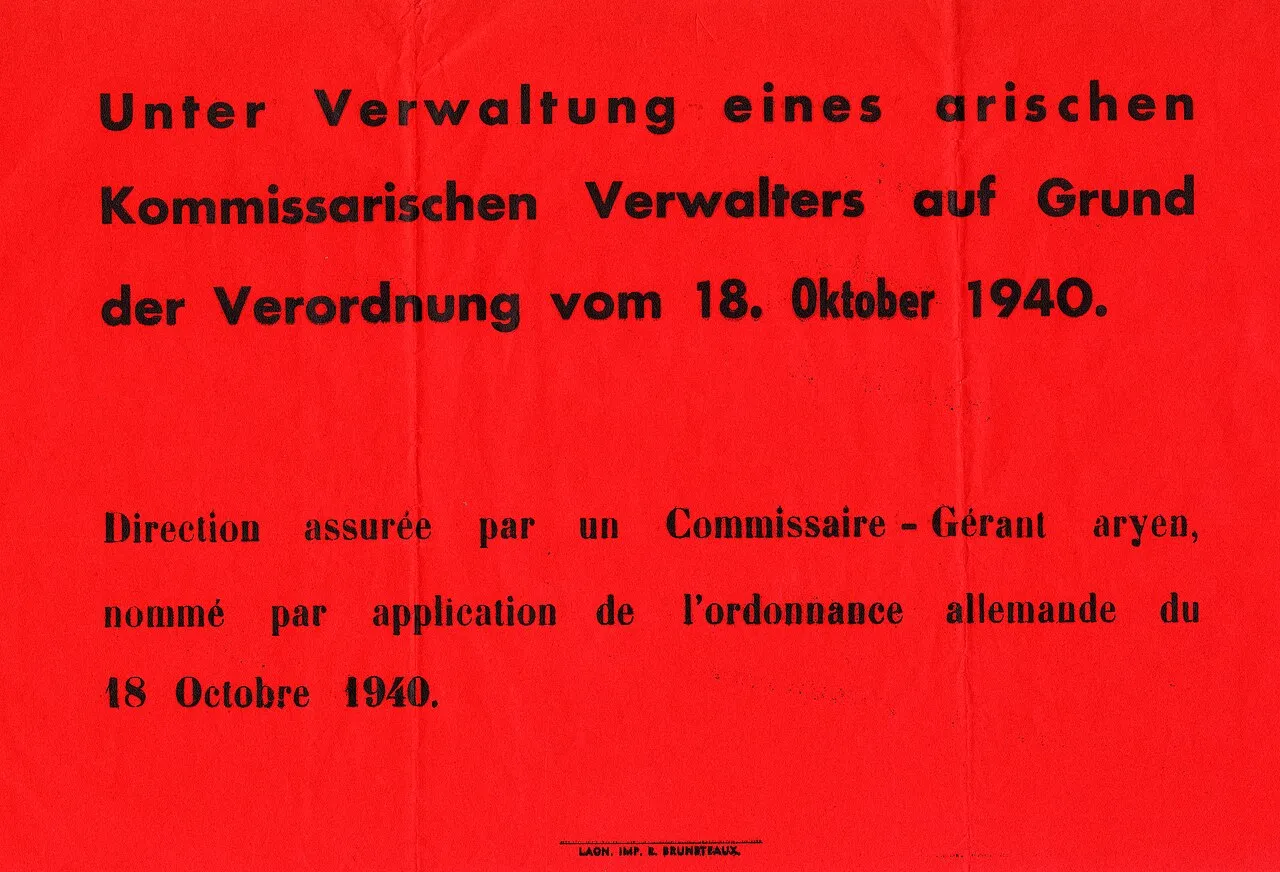 Unter Verwaltung eines arischen
Kommissarischen Verwalters auf Grund
der Verordnung vom 18. Oktober 1940.
Direction assurée par un Commissaire - Gérant aryen,
nommé par application de l'ordonnance allemande du
18 Octobre 1940.
LAON. IMP. E. BRUNETEAUX.